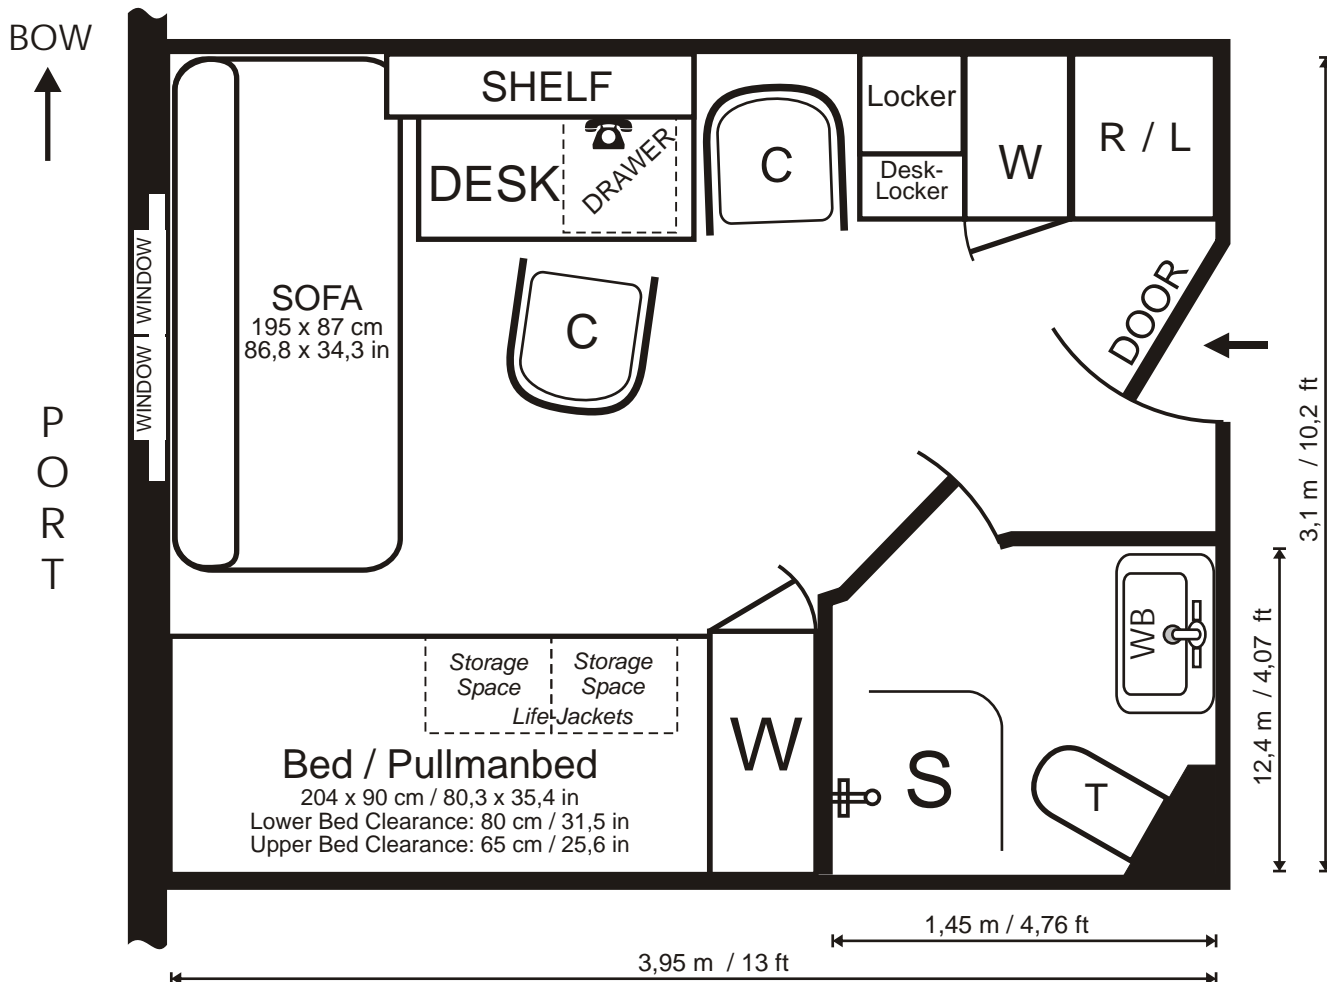 BOW
SHELF
Locker
C
W
R / L
DESK
DRAWER
Desk-
Locker
WINDOW
WINDOW
DOOR
SOFA
195 x 87 cm
86,8 x 34,3 in
C
P
O
R
T
3,1 m / 10,2 ft
Storage
Space
Storage
Space
Life-Jackets
WB
12,4 m / 4,07 ft
W
Bed / Pullmanbed
204 x 90 cm / 80,3 x 35,4 in
Lower Bed Clearance: 80 cm / 31,5 in
Upper Bed Clearance: 65 cm / 25,6 in
S
T
1,45 m / 4,76 ft
3,95 m / 13 ft